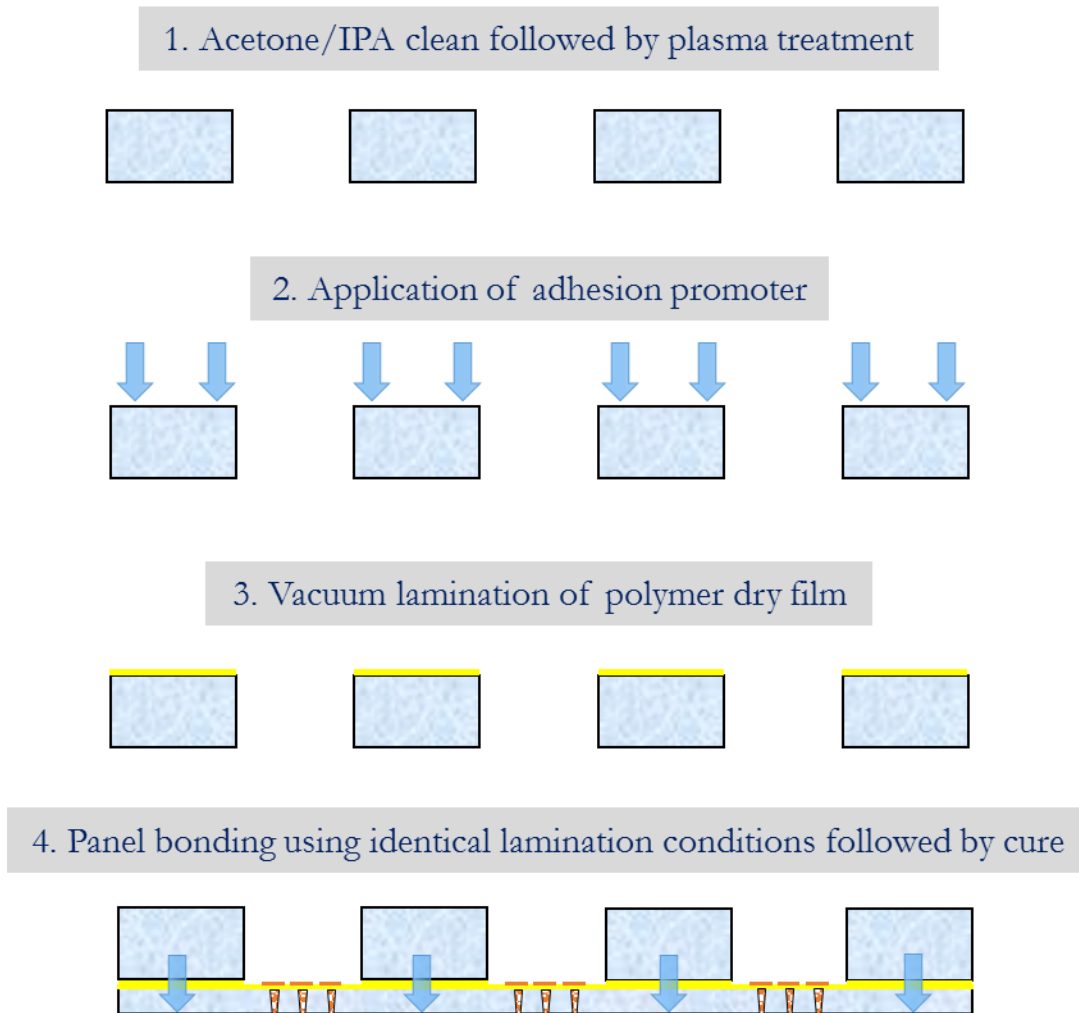 1. Acetone/IPA clean followed by plasma treatment
2. Application of adhesion promoter
3. Vacuum lamination of polymer dry film
4. Panel bonding using identical lamination conditions followed by cure